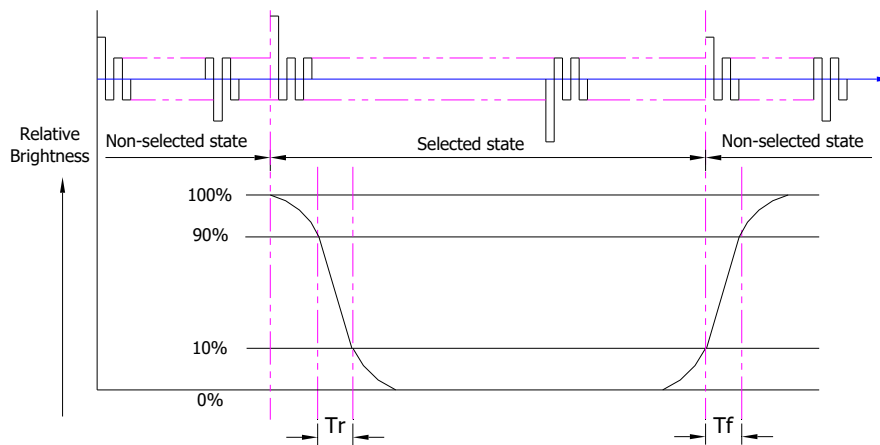 Relative
Brightness
Non-selected state
Selected state
Non-selected state
100%
90%
10%
0%
Tr
Tf